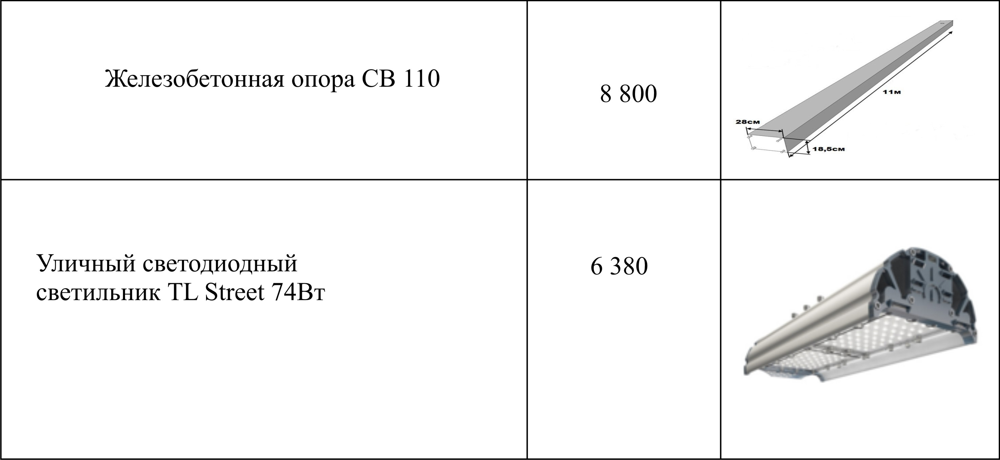 Железобетонная опора СВ 110
8 800
11м
28см
18,5см
Уличный светодиодный
светильник TL Street 74Вт
6 380